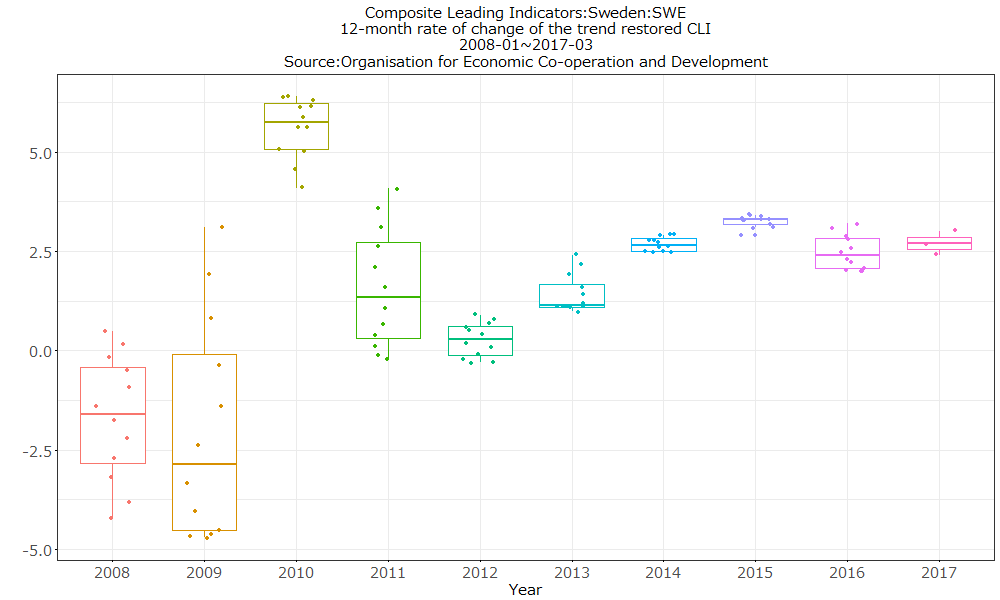 Composite Leading Indicators:Sweden:SWE
12-month rate of change of the trend restored CLI
2008-01~2017-03
Source:Organisation for Economic Co-operation and Development
5.0
2.5
0.0
-2.5
-5.0
2008 2009 2010 2011 2012 2013 2014 2015 2016 2017
Year